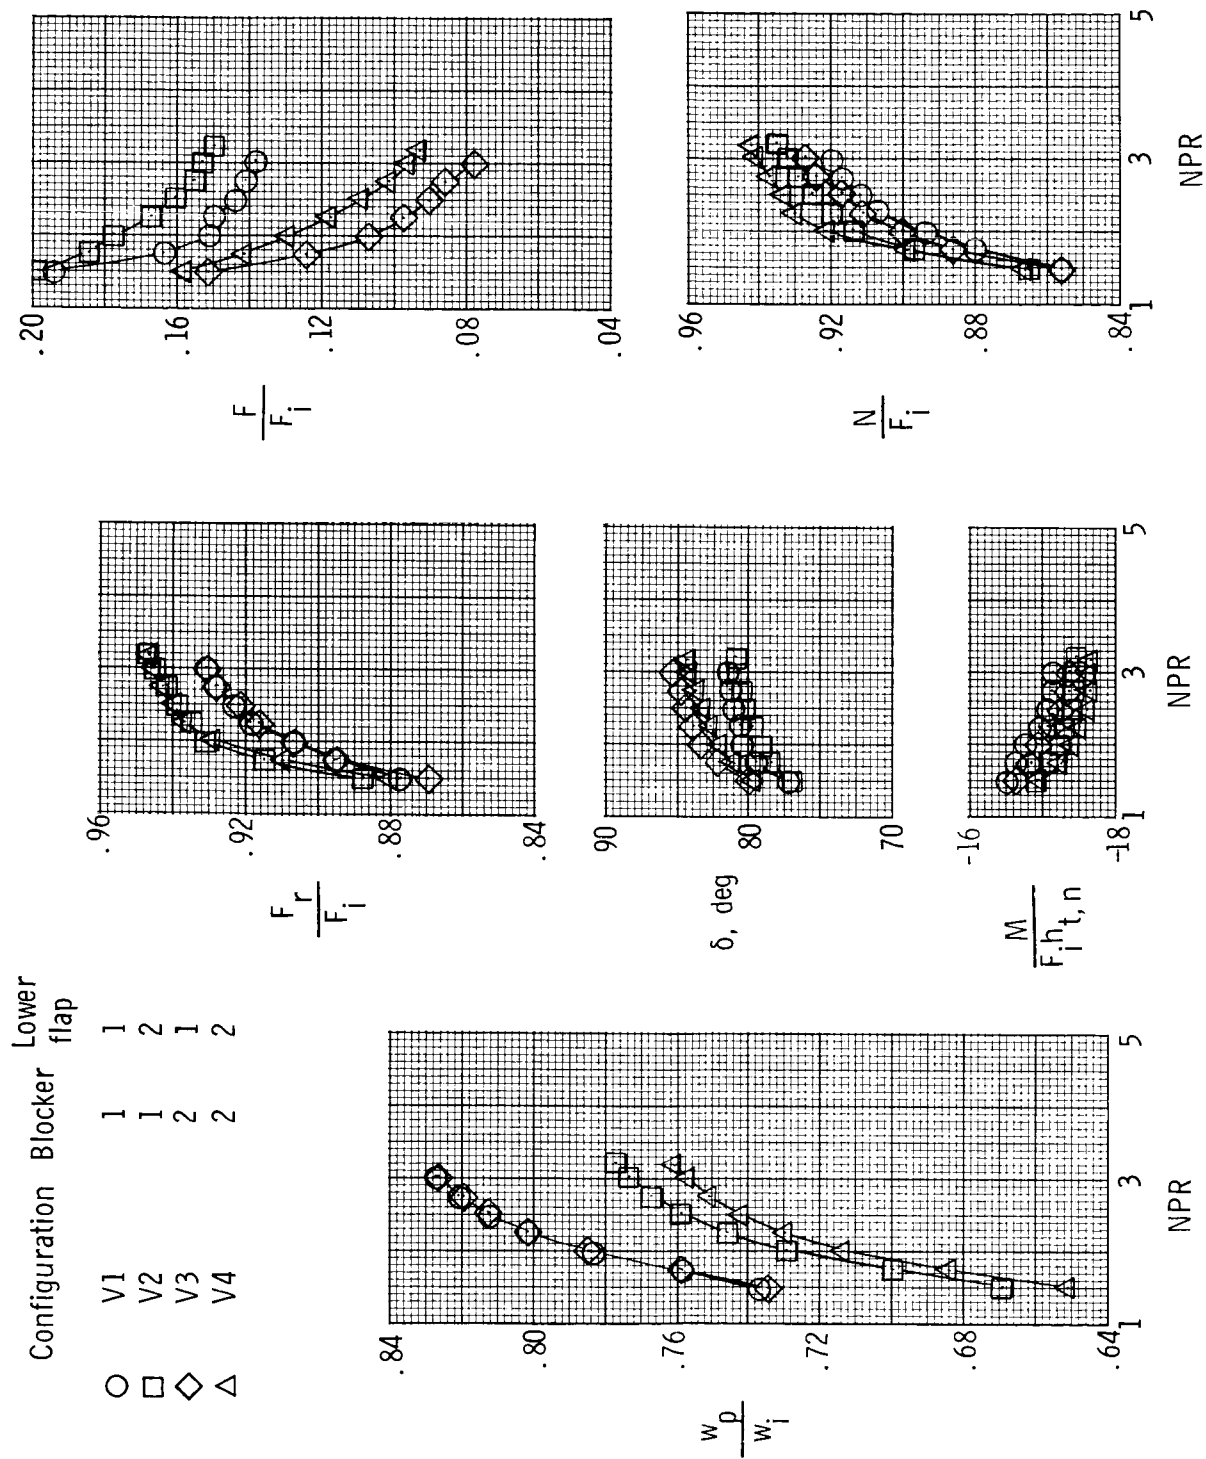 Configuration Blocker Lower flap
V1 1 1
V2 1 2
V3 2 1
V4 2 2
.84
.80
.76
.72
.68
.64
w_p / w_i
1 3 5
NPR
.96
.92
.88
.84
F_r / F_i
90
80
70
δ, deg
-16
-18
M / F_i h_t,n
1 3 5
NPR
.20
.16
.12
.08
.04
F / F_i
.96
.92
.88
.84
N / F_i
1 3 5
NPR